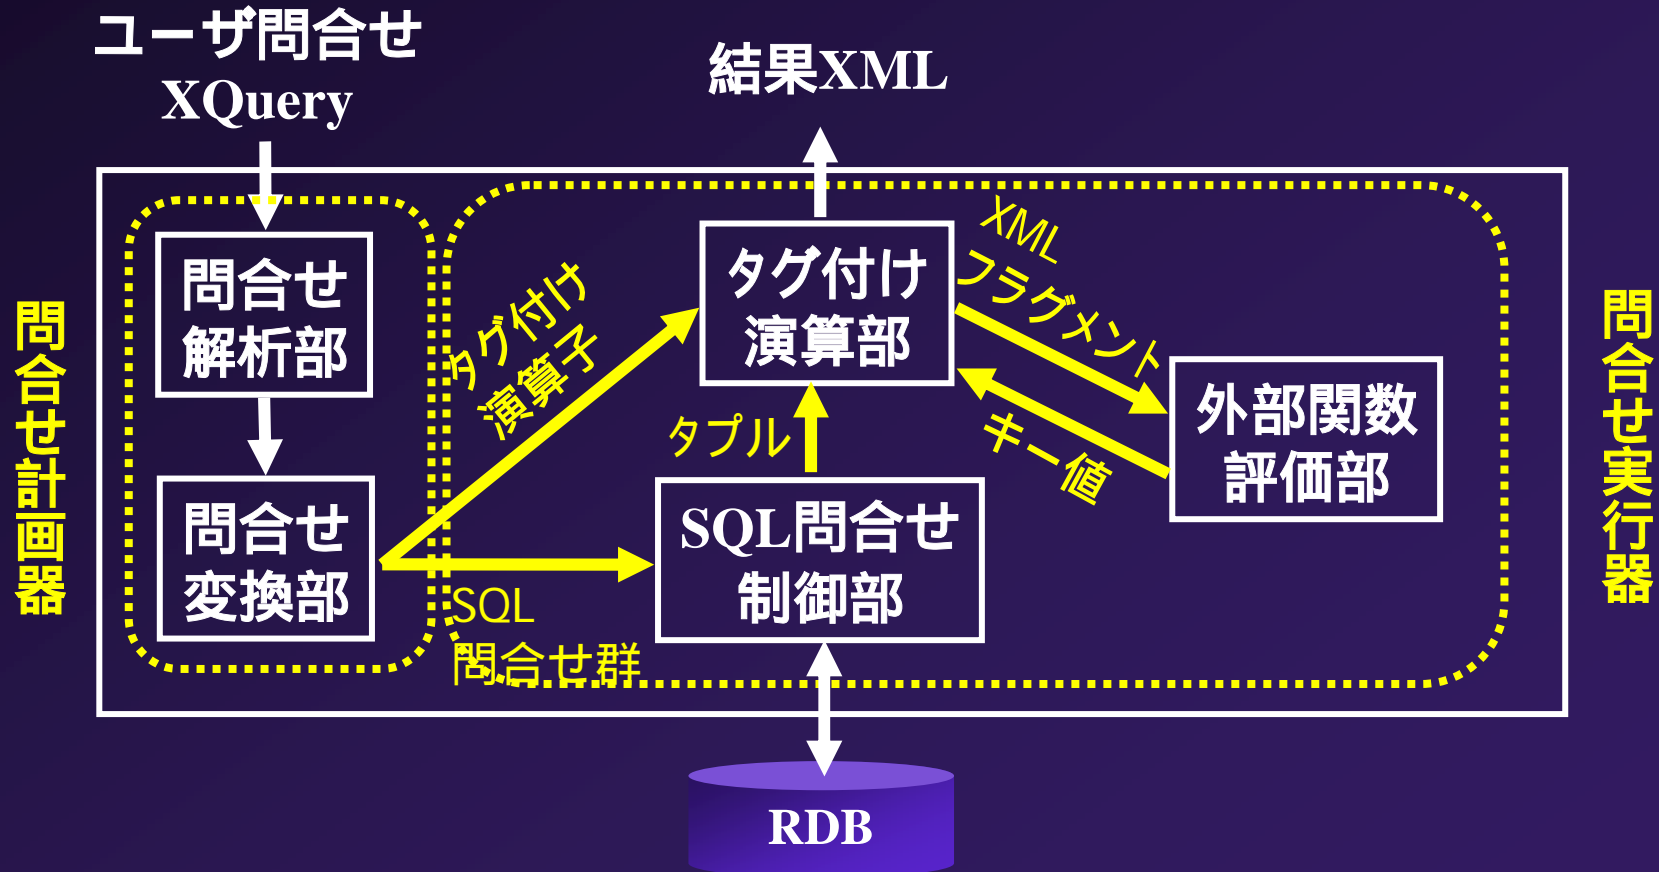 ユーザ問合せ
XQuery
結果XML
問合せ計画器
問合せ
解析部
問合せ
変換部
タグ付け
演算子
SQL
問合せ群
タグ付け
演算部
タプル
SQL問合せ
制御部
XML
フラグメント
キー値
外部関数
評価部
問合せ実行器
RDB